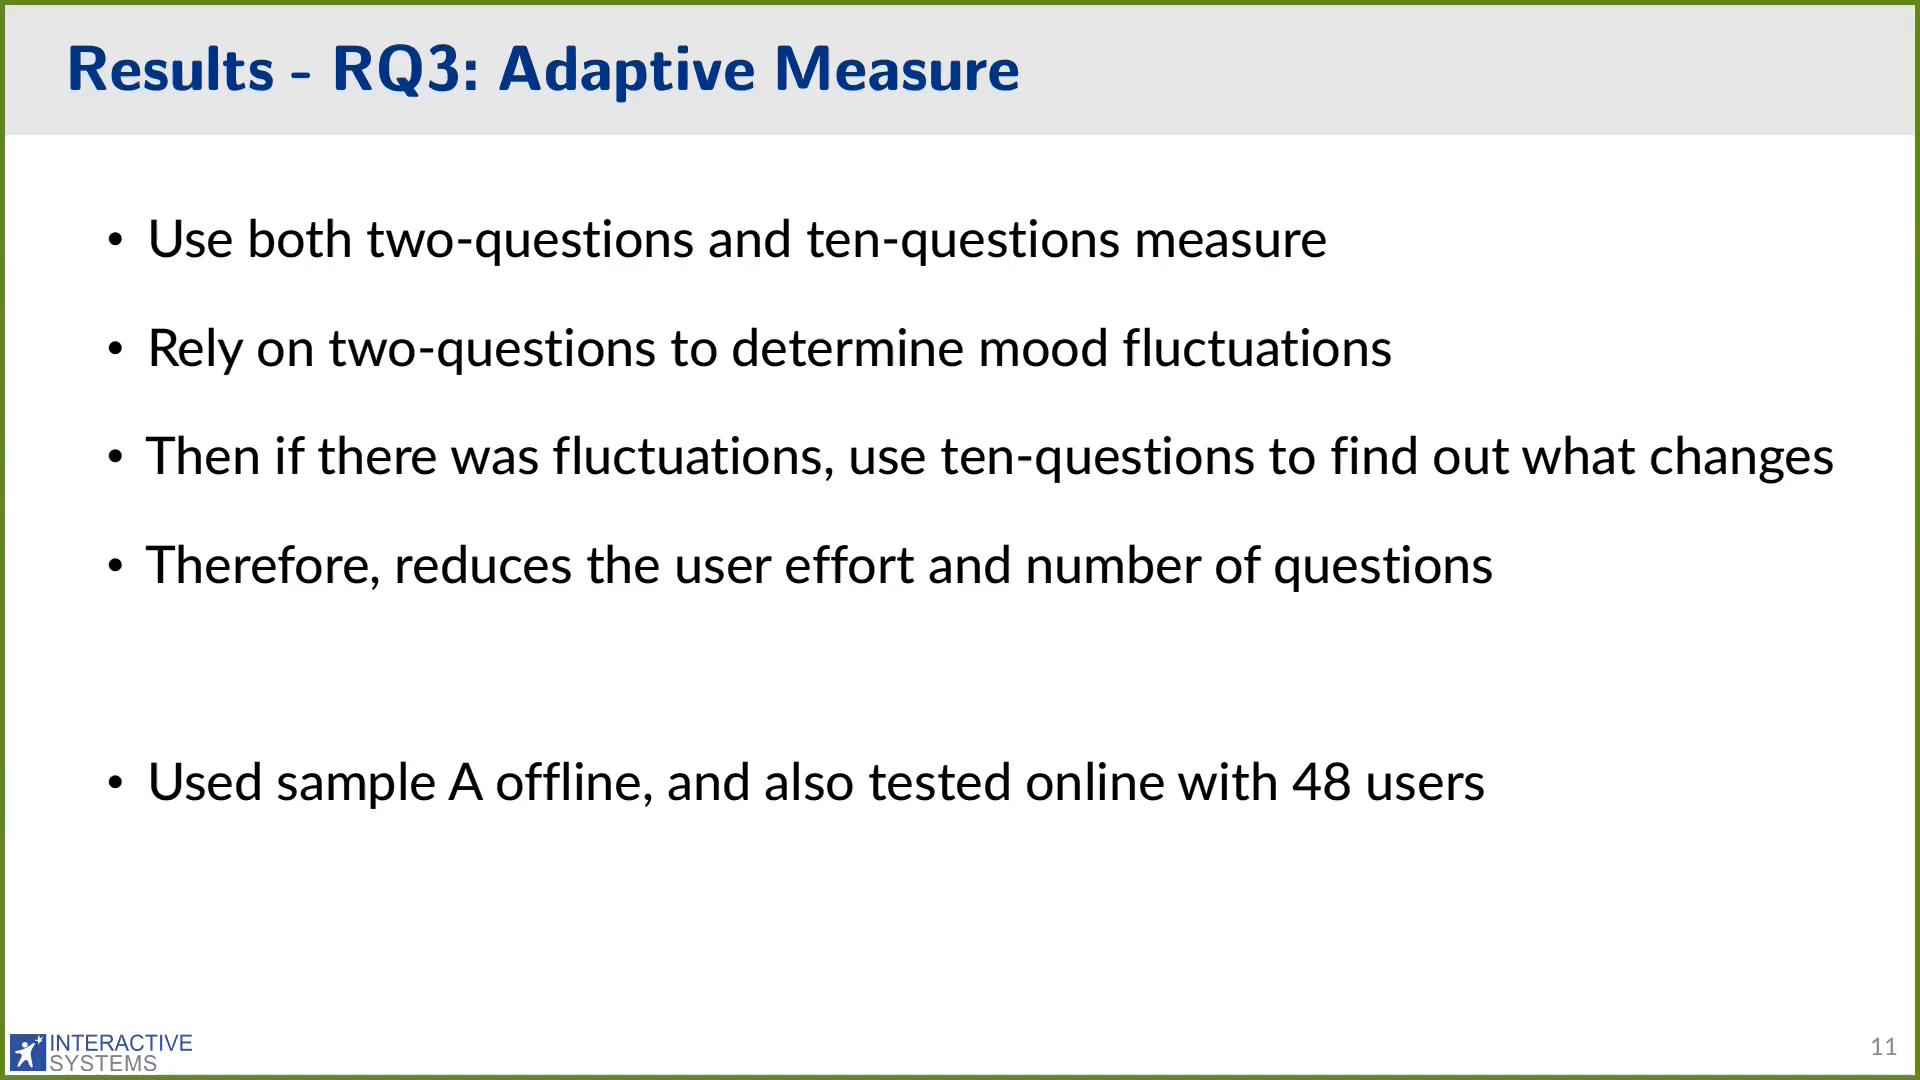 Results - RQ3: Adaptive Measure
• Use both two-questions and ten-questions measure
• Rely on two-questions to determine mood fluctuations
• Then if there was fluctuations, use ten-questions to find out what changes
• Therefore, reduces the user effort and number of questions
• Used sample A offline, and also tested online with 48 users
INTERACTIVE
SYSTEMS
11